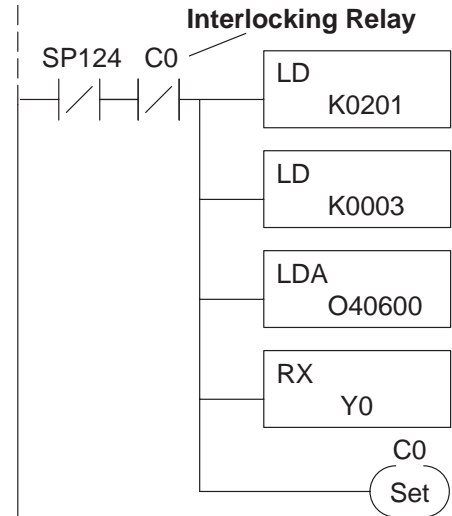 Interlocking Relay
SP124 C0
LD
K0201
LD
K0003
LDA
O40600
RX
Y0
C0
Set